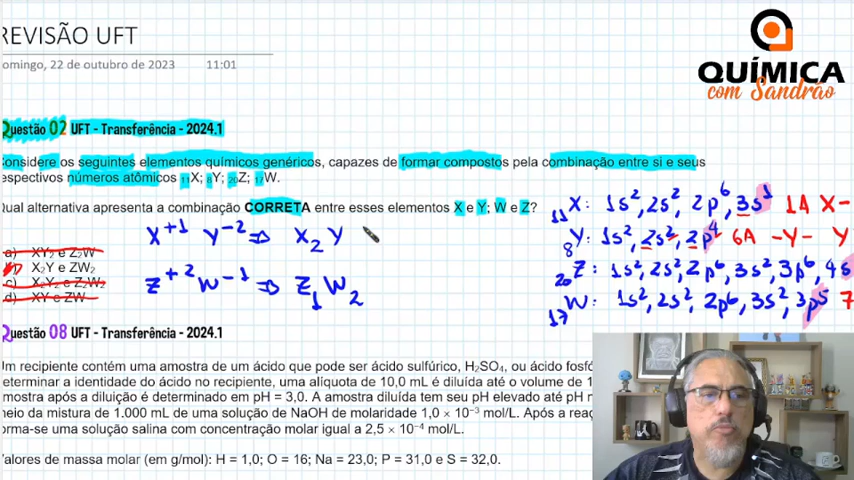 REVISÃO UFT
omingo, 22 de outubro de 2023 11:01
QUÍMICA
com Sandrão
Questão 02 UFT - Transferência - 2024.1
Considere os seguintes elementos químicos genéricos, capazes de formar compostos pela combinação entre si e seus
espectivos números atômicos ₁₁X; ₈Y; ₂₀Z; ₁₇W.
Qual alternativa apresenta a combinação CORRETA entre esses elementos X e Y; W e Z?
a) XY₂ e Z₂W
X₂Y e ZW₂
c) X₂Y₂ e Z₂W₂
d) XY e ZW
X⁺¹ Y⁻² ⇒ X₂Y
Z⁺² W⁻¹ ⇒ Z₁W₂
₁₁X: 1s², 2s², 2p⁶ 3s¹ 1A X-
₈Y: 1s², 2s², 2p⁴ 6A -Y- Y
₂₀Z: 1s², 2s², 2p⁶, 3s², 3p⁶, 4s
₁₇W: 1s², 2s², 2p⁶, 3s², 3p⁵ 7
Questão 08 UFT - Transferência - 2024.1
Um recipiente contém uma amostra de um ácido que pode ser ácido sulfúrico, H₂SO₄, ou ácido fosf
eterminar a identidade do ácido no recipiente, uma alíquota de 10,0 mL é diluída até o volume de 1
mostra após a diluição é determinado em pH = 3,0. A amostra diluída tem seu pH elevado até pH
eio da mistura de 1.000 mL de uma solução de NaOH de molaridade 1,0 × 10⁻³ mol/L. Após a reaç
orma-se uma solução salina com concentração molar igual a 2,5 × 10⁻⁴ mol/L.
Valores de massa molar (em g/mol): H = 1,0; O = 16; Na = 23,0; P = 31,0 e S = 32,0.